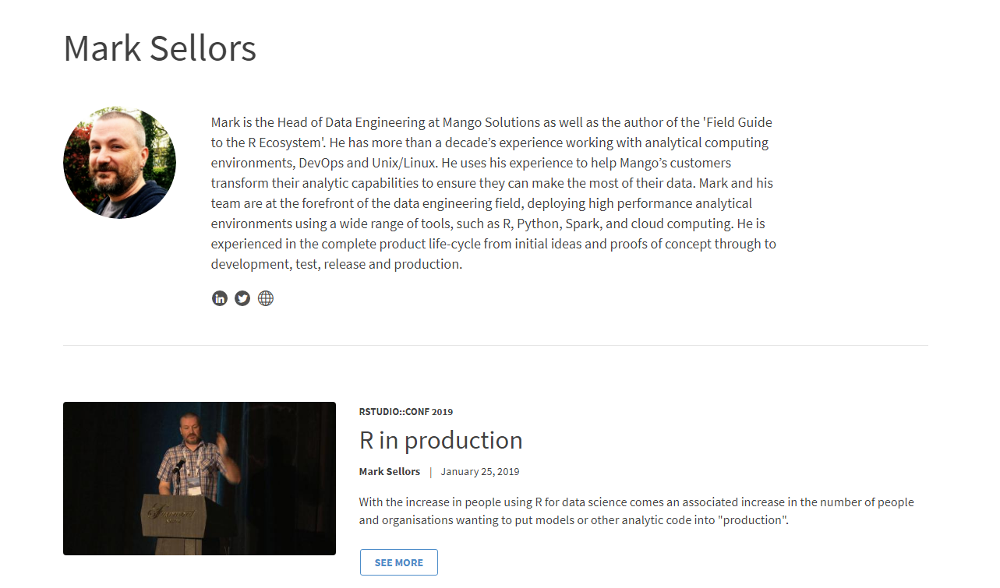 Mark Sellors
Mark is the Head of Data Engineering at Mango Solutions as well as the author of the 'Field Guide
to the R Ecosystem'. He has more than a decade’s experience working with analytical computing
environments, DevOps and Unix/Linux. He uses his experience to help Mango’s customers
transform their analytic capabilities to ensure they can make the most of their data. Mark and his
team are at the forefront of the data engineering field, deploying high performance analytical
environments using a wide range of tools, such as R, Python, Spark, and cloud computing. He is
experienced in the complete product life-cycle from initial ideas and proofs of concept through to
development, test, release and production.
in
RSTUDIO::CONF 2019
R in production
Mark Sellors | January 25, 2019
With the increase in people using R for data science comes an associated increase in the number of people
and organisations wanting to put models or other analytic code into "production".
SEE MORE